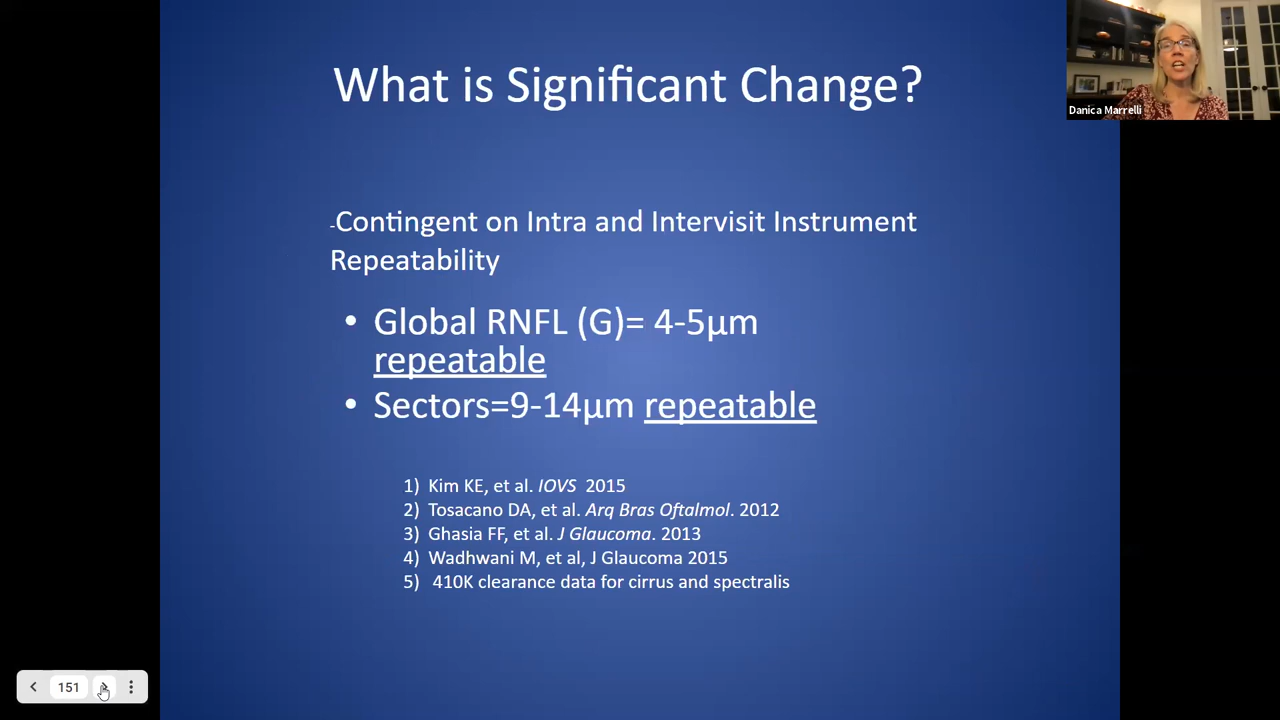 What is Significant Change?
Danica Marrelli
-Contingent on Intra and Intervisit Instrument
Repeatability
• Global RNFL (G)= 4-5µm
repeatable
• Sectors=9-14µm repeatable
1) Kim KE, et al. IOVS 2015
2) Tosacano DA, et al. Arq Bras Oftalmol. 2012
3) Ghasia FF, et al. J Glaucoma. 2013
4) Wadhwani M, et al, J Glaucoma 2015
5) 410K clearance data for cirrus and spectralis
151